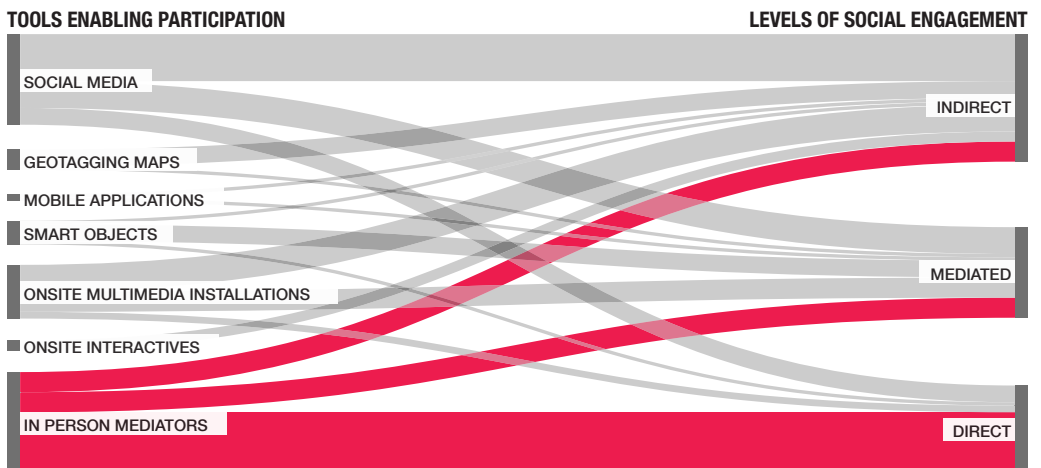 TOOLS ENABLING PARTICIPATION
LEVELS OF SOCIAL ENGAGEMENT
SOCIAL MEDIA
GEOTAGGING MAPS
MOBILE APPLICATIONS
SMART OBJECTS
ONSITE MULTIMEDIA INSTALLATIONS
ONSITE INTERACTIVES
IN PERSON MEDIATORS
INDIRECT
MEDIATED
DIRECT